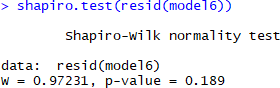 > shapiro.test(resid(model6))
Shapiro-Wilk normality test
data:  resid(model6)
W = 0.97231, p-value = 0.189